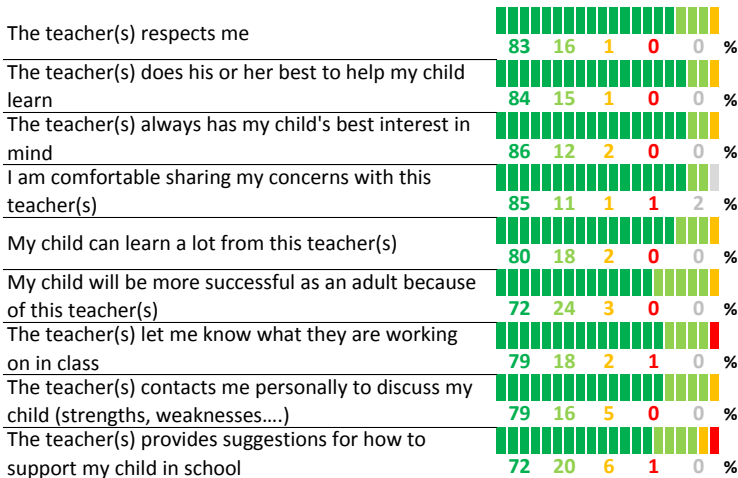 The teacher(s) respects me
83 16 1 0 0 %
The teacher(s) does his or her best to help my child
learn
84 15 1 0 0 %
The teacher(s) always has my child's best interest in
mind
86 12 2 0 0 %
I am comfortable sharing my concerns with this
teacher(s)
85 11 1 1 2 %
My child can learn a lot from this teacher(s)
80 18 2 0 0 %
My child will be more successful as an adult because
of this teacher(s)
72 24 3 0 0 %
The teacher(s) let me know what they are working
on in class
79 18 2 1 0 %
The teacher(s) contacts me personally to discuss my
child (strengths, weaknesses....)
79 16 5 0 0 %
The teacher(s) provides suggestions for how to
support my child in school
72 20 6 1 0 %